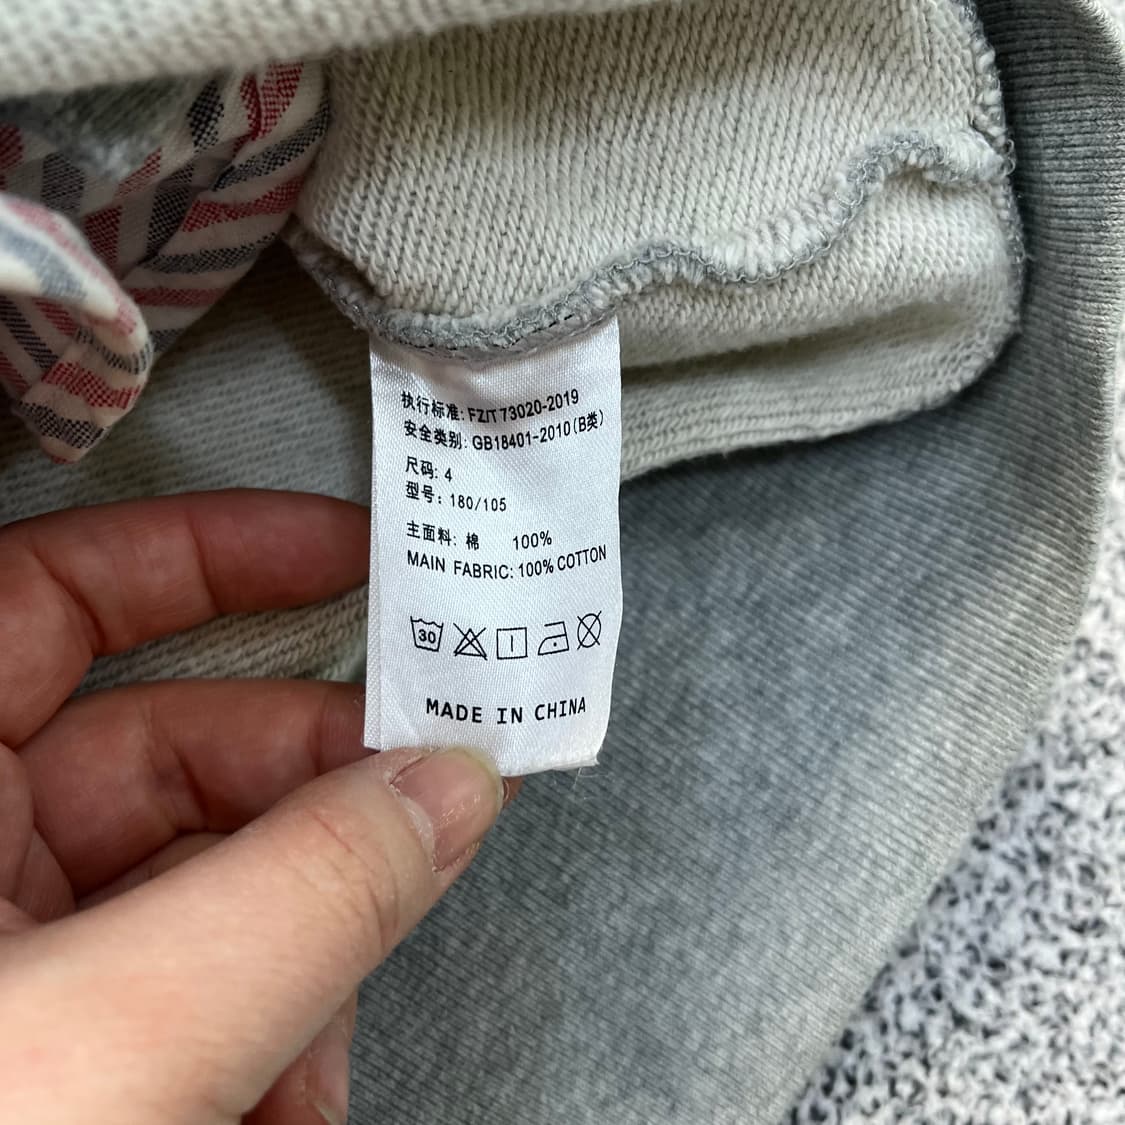 执行标准: FZ/T 73020-2019
安全类别: GB18401-2010(B类)
尺码: 4
型号: 180/105
主面料: 棉 100%
MAIN FABRIC: 100% COTTON
30
MADE IN CHINA